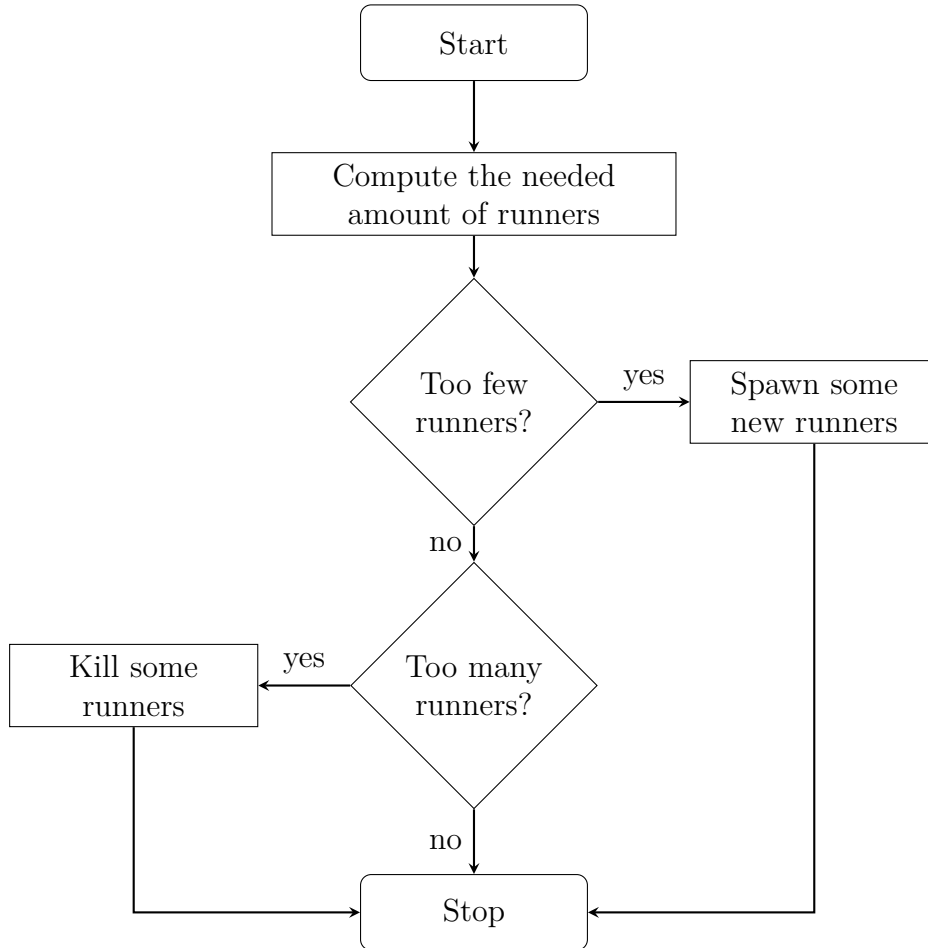 Start
Compute the needed
amount of runners
Too few
runners?
yes
Spawn some
new runners
no
Too many
runners?
yes
Kill some
runners
no
Stop